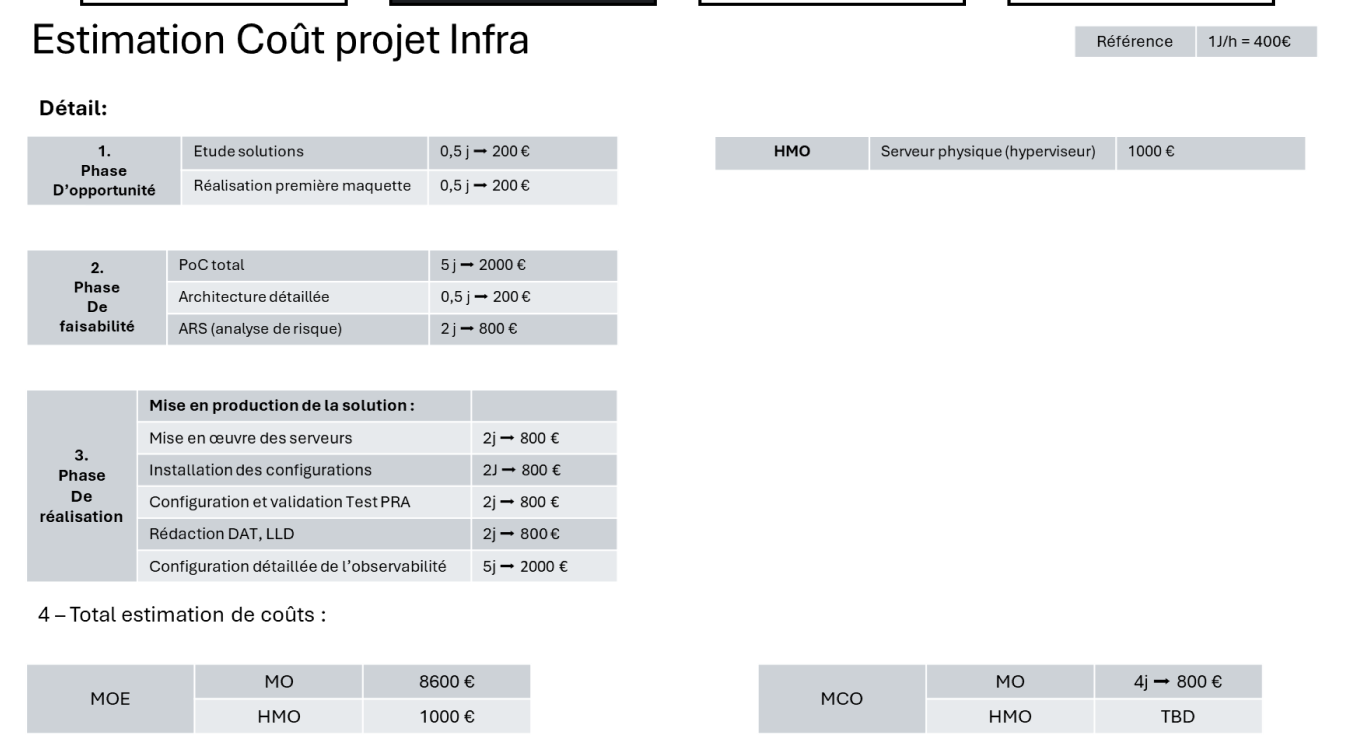 Estimation Coût projet Infra
Référence 1J/h = 400€
Détail:
1.
Phase
D’opportunité
Etude solutions 0,5 j ➞ 200 €
Réalisation première maquette 0,5 j ➞ 200 €
HMO Serveur physique (hyperviseur) 1000 €
2.
Phase
De
faisabilité
PoC total 5 j ➞ 2000 €
Architecture détaillée 0,5 j ➞ 200 €
ARS (analyse de risque) 2 j ➞ 800 €
3.
Phase
De
réalisation
Mise en production de la solution :
Mise en œuvre des serveurs 2j ➞ 800 €
Installation des configurations 2J ➞ 800 €
Configuration et validation Test PRA 2j ➞ 800 €
Rédaction DAT, LLD 2j ➞ 800 €
Configuration détaillée de l’observabilité 5j ➞ 2000 €
4 – Total estimation de coûts :
MOE
MO 8600 €
HMO 1000 €
MCO
MO 4j ➞ 800 €
HMO TBD